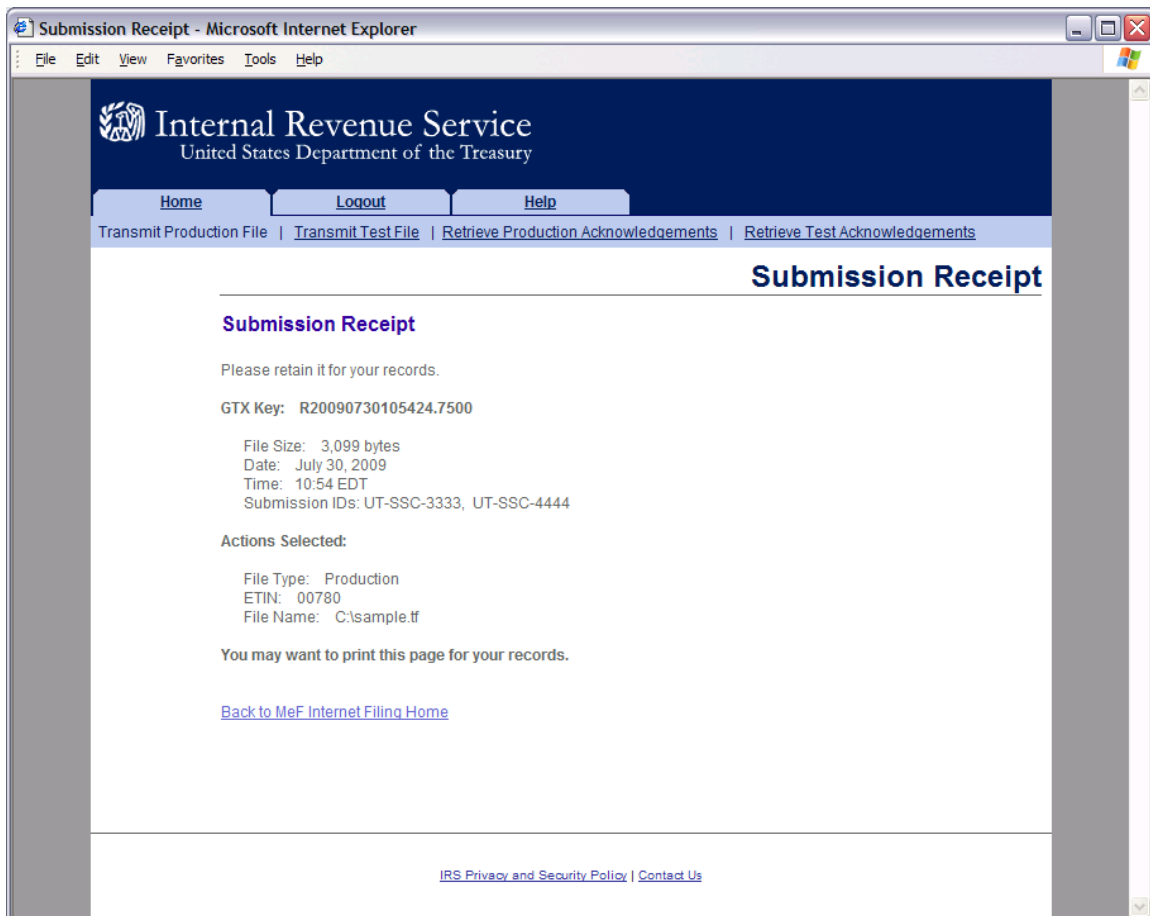 Submission Receipt - Microsoft Internet Explorer
File Edit View Favorites Tools Help
Internal Revenue Service
United States Department of the Treasury
Home Logout Help
Transmit Production File | Transmit Test File | Retrieve Production Acknowledgements | Retrieve Test Acknowledgements
Submission Receipt
Submission Receipt
Please retain it for your records.
GTX Key: R20090730105424.7500
File Size: 3,099 bytes
Date: July 30, 2009
Time: 10:54 EDT
Submission IDs: UT-SSC-3333, UT-SSC-4444
Actions Selected:
File Type: Production
ETIN: 00780
File Name: C:\sample.tf
You may want to print this page for your records.
Back to MeF Internet Filing Home
IRS Privacy and Security Policy | Contact Us